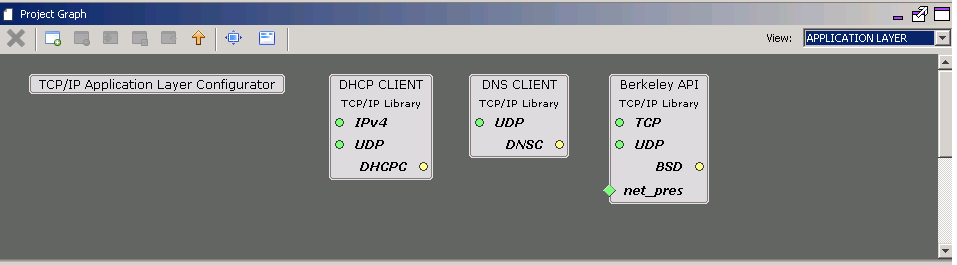 Project Graph
View: APPLICATION LAYER
TCP/IP Application Layer Configurator
DHCP CLIENT
TCP/IP Library
IPv4
UDP
DHCPC
DNS CLIENT
TCP/IP Library
UDP
DNSC
Berkeley API
TCP/IP Library
TCP
UDP
BSD
net_pres